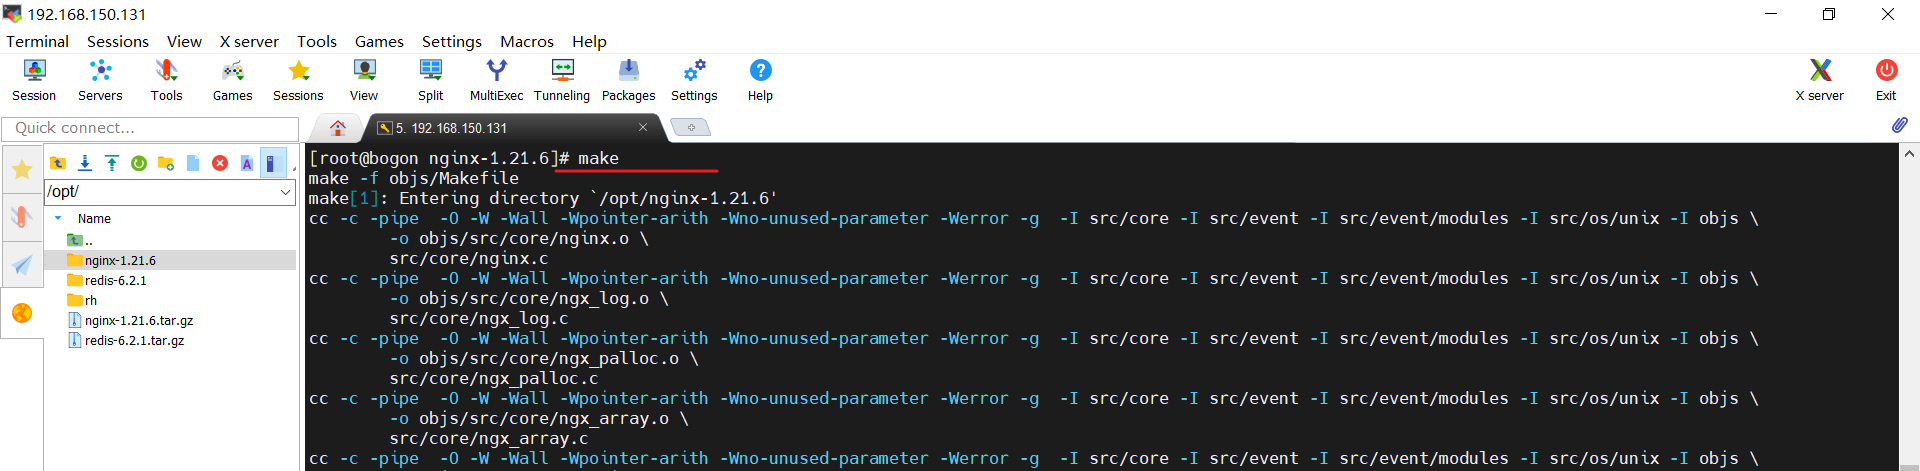 192.168.150.131
Terminal Sessions View X server Tools Games Settings Macros Help
Session Servers Tools Games Sessions View Split MultiExec Tunneling Packages Settings Help X server Exit
Quick connect...
5. 192.168.150.131
/opt/
Name
..
nginx-1.21.6
redis-6.2.1
rh
nginx-1.21.6.tar.gz
redis-6.2.1.tar.gz
[root@bogon nginx-1.21.6]# make
make -f objs/Makefile
make[1]: Entering directory `/opt/nginx-1.21.6'
cc -c -pipe  -O -W -Wall -Wpointer-arith -Wno-unused-parameter -Werror -g  -I src/core -I src/event -I src/event/modules -I src/os/unix -I objs \
        -o objs/src/core/nginx.o \
        src/core/nginx.c
cc -c -pipe  -O -W -Wall -Wpointer-arith -Wno-unused-parameter -Werror -g  -I src/core -I src/event -I src/event/modules -I src/os/unix -I objs \
        -o objs/src/core/ngx_log.o \
        src/core/ngx_log.c
cc -c -pipe  -O -W -Wall -Wpointer-arith -Wno-unused-parameter -Werror -g  -I src/core -I src/event -I src/event/modules -I src/os/unix -I objs \
        -o objs/src/core/ngx_palloc.o \
        src/core/ngx_palloc.c
cc -c -pipe  -O -W -Wall -Wpointer-arith -Wno-unused-parameter -Werror -g  -I src/core -I src/event -I src/event/modules -I src/os/unix -I objs \
        -o objs/src/core/ngx_array.o \
        src/core/ngx_array.c
cc -c -pipe  -O -W -Wall -Wpointer-arith -Wno-unused-parameter -Werror -g  -I src/core -I src/event -I src/event/modules -I src/os/unix -I objs \